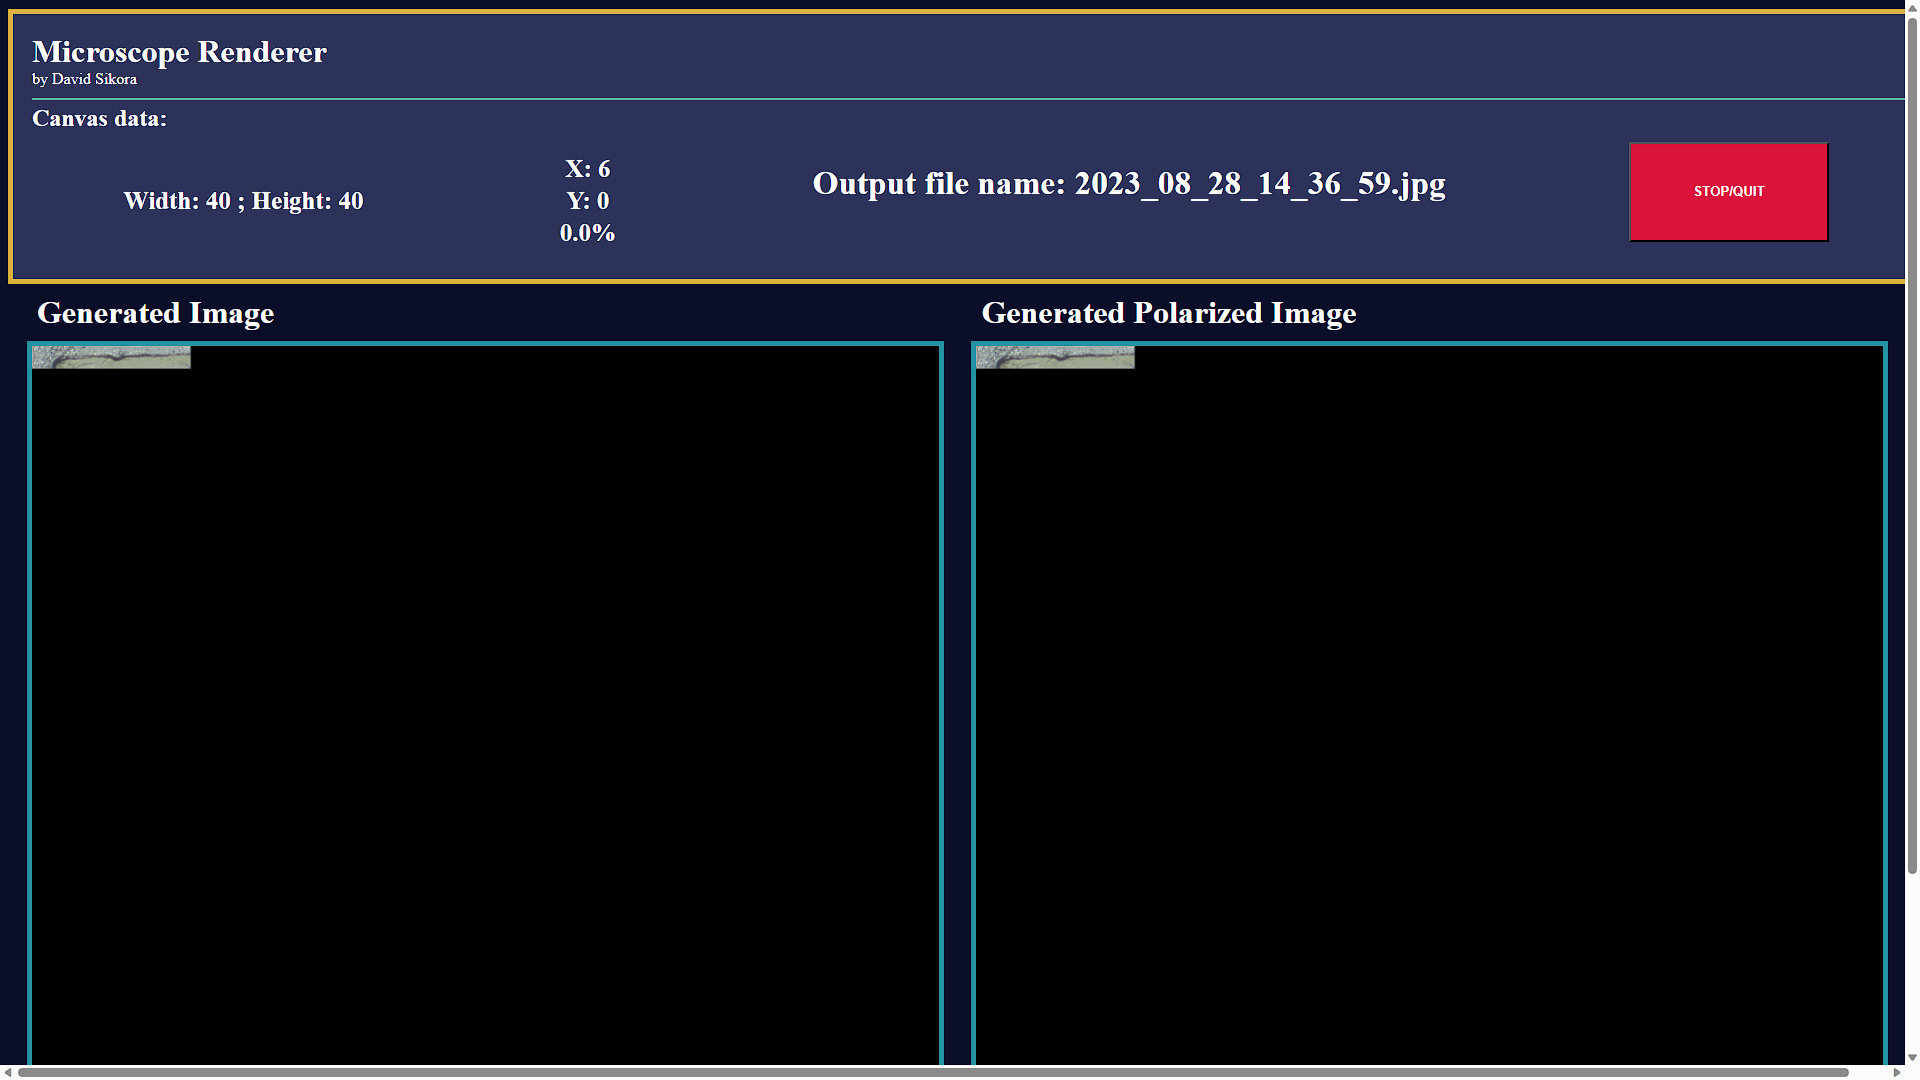 Microscope Renderer
by David Sikora
Canvas data:
Width: 40 ; Height: 40
X: 6
Y: 0
0.0%
Output file name: 2023_08_28_14_36_59.jpg
STOP/QUIT
Generated Image
Generated Polarized Image